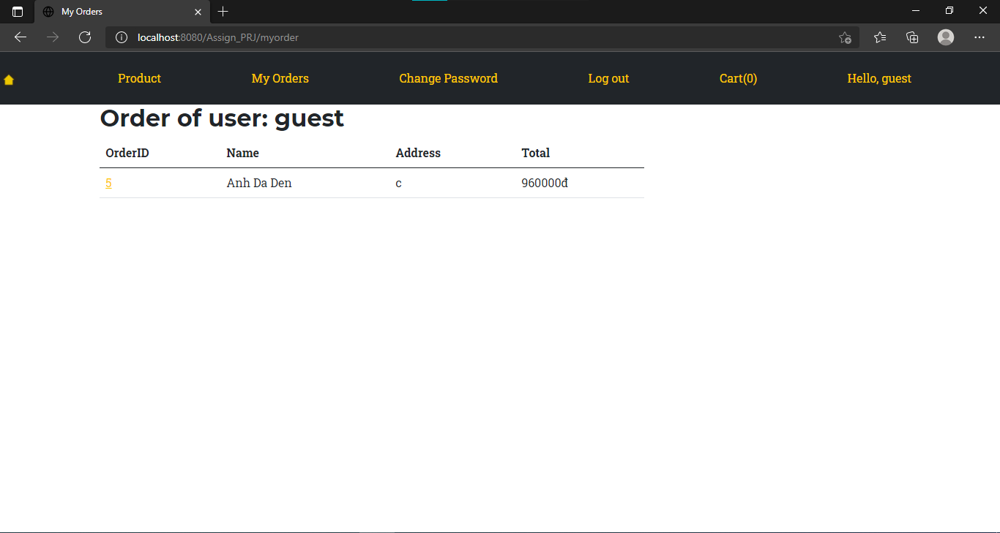 My Orders
localhost:8080/Assign_PRJ/myorder
Product My Orders Change Password Log out Cart(0) Hello, guest
Order of user: guest
OrderID Name Address Total
5 Anh Da Den c 960000đ